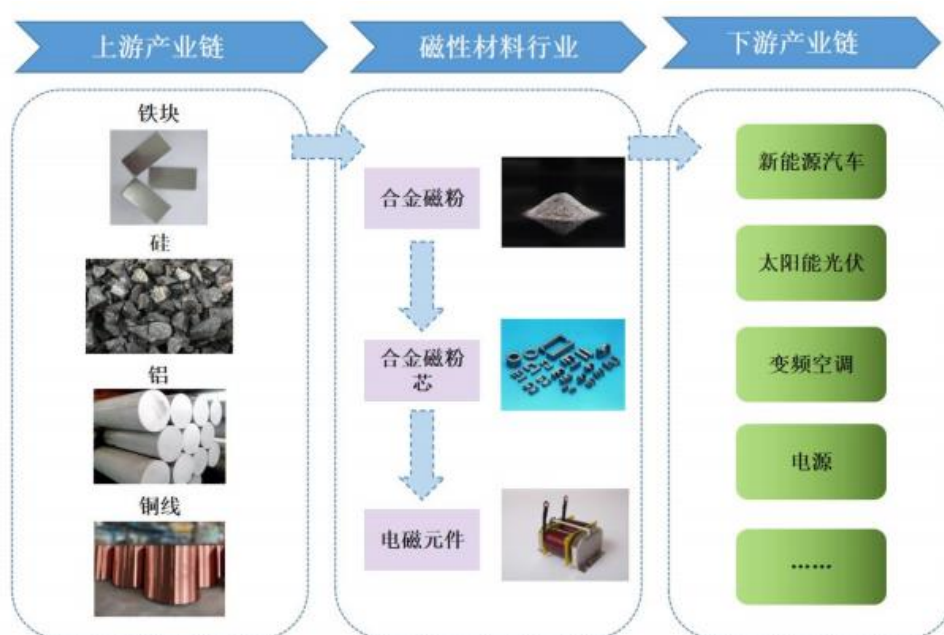 上游产业链
磁性材料行业
下游产业链
铁块
硅
铝
铜线
合金磁粉
合金磁粉
芯
电磁元件
新能源汽车
太阳能光伏
变频空调
电源
……